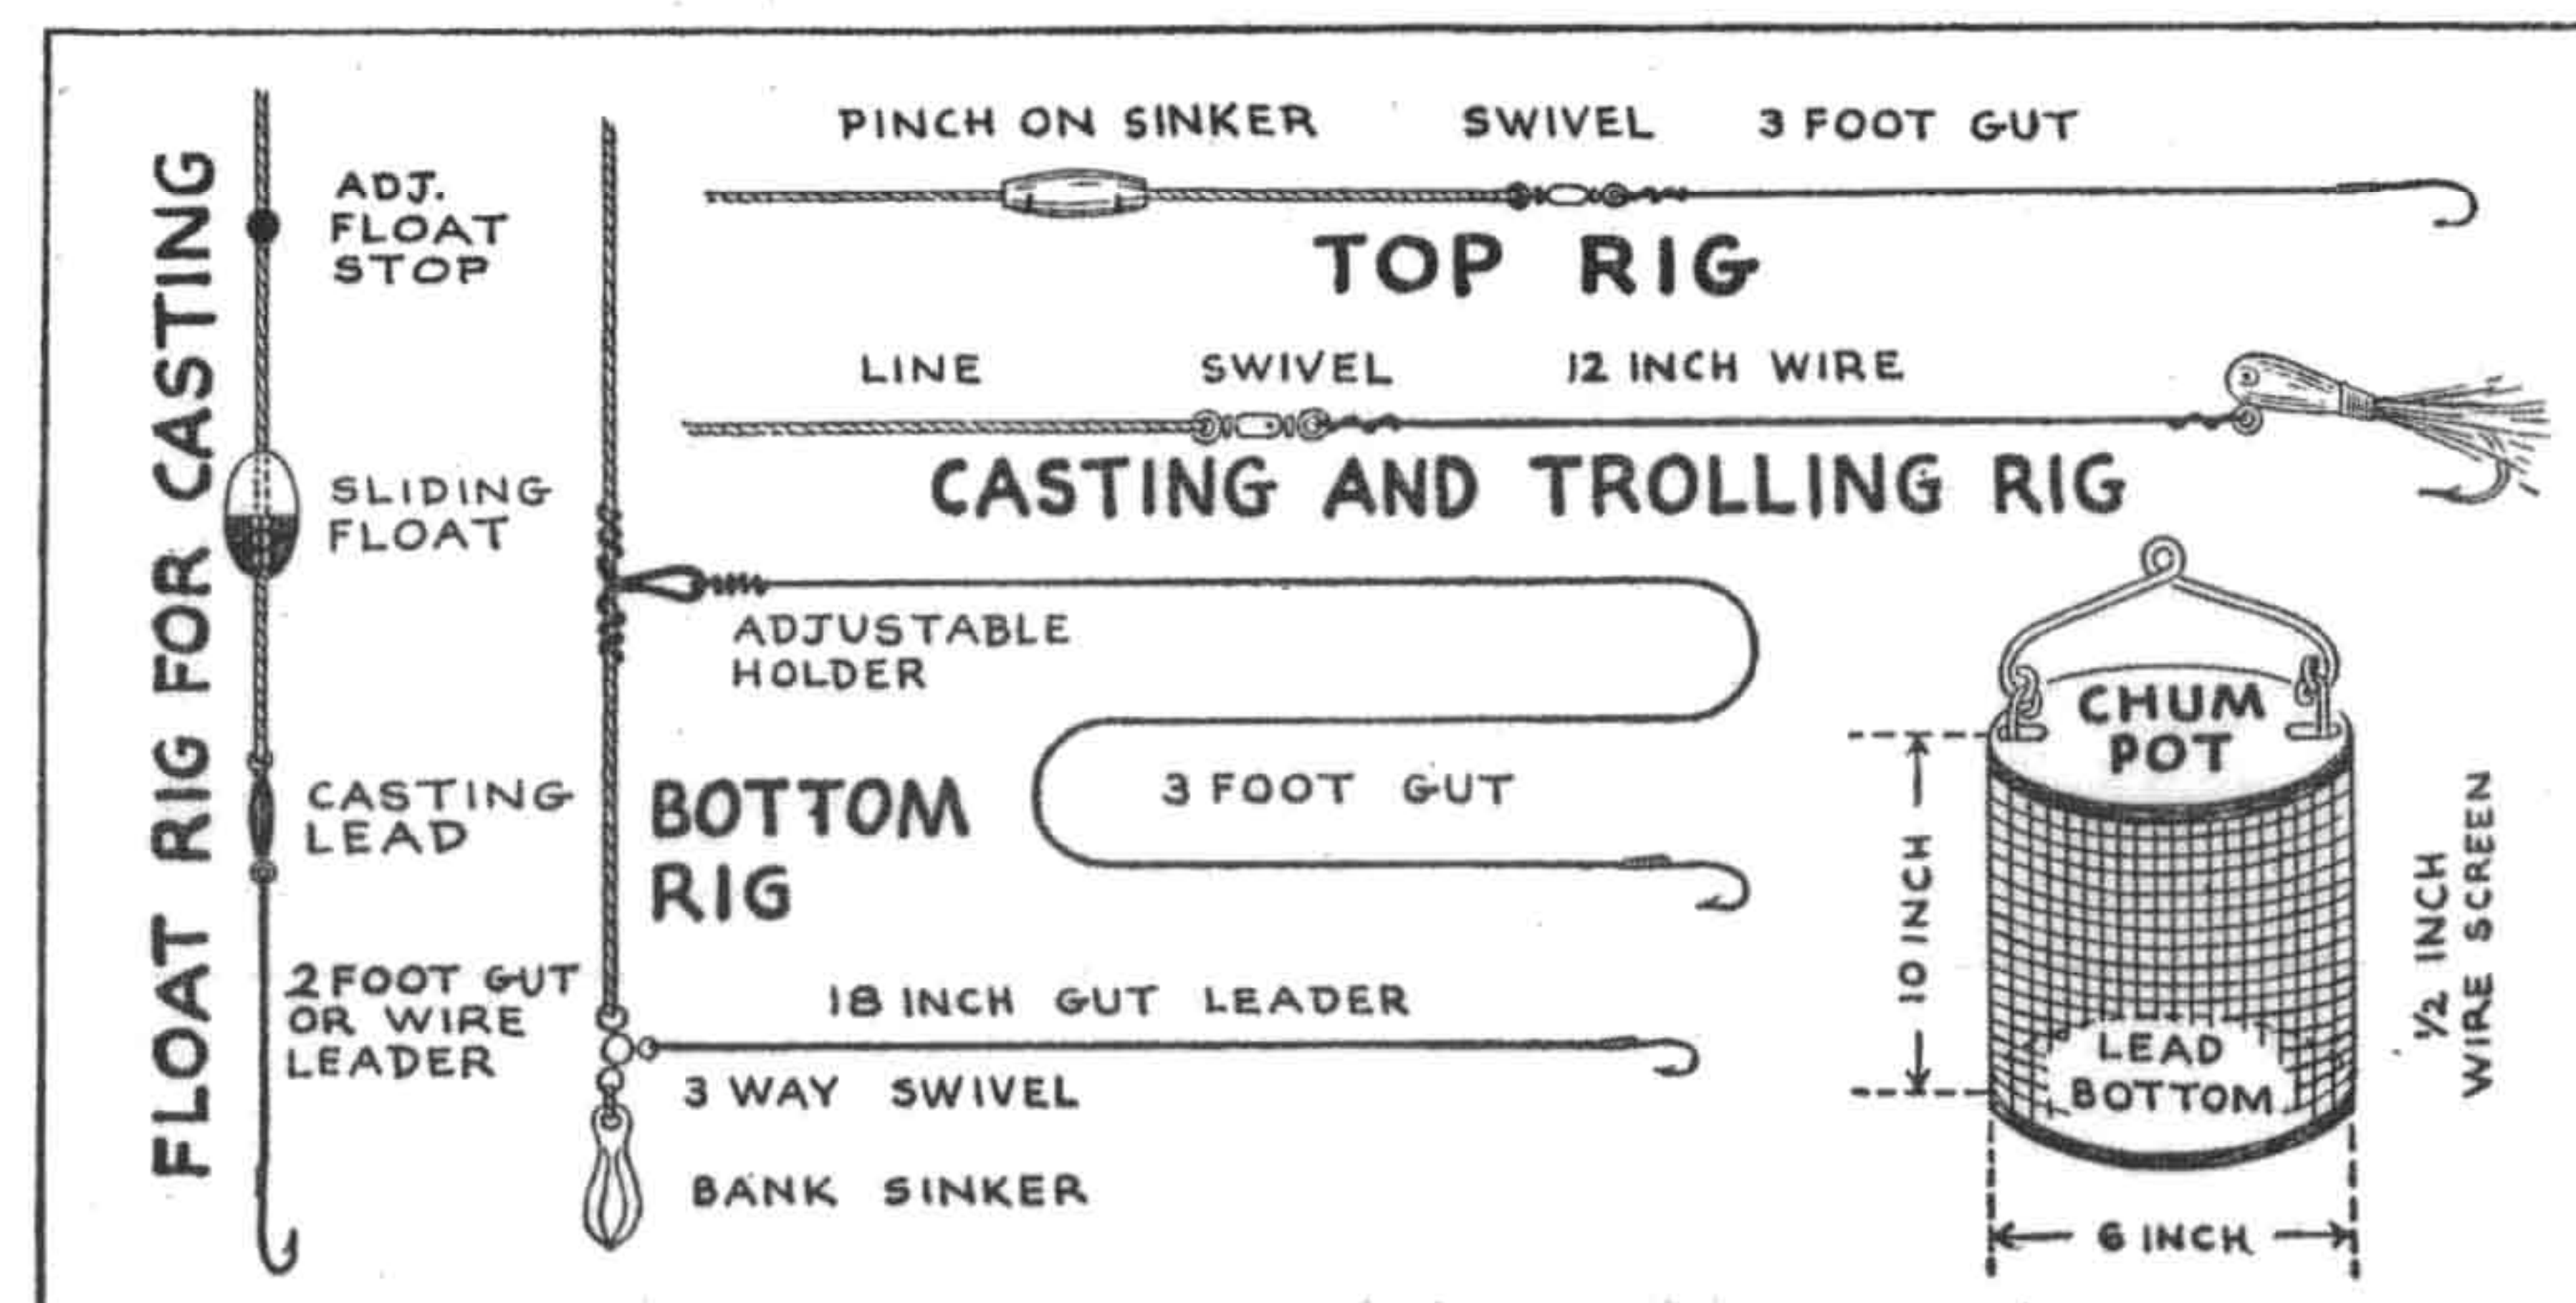 FLOAT RIG FOR CASTING
ADJ.
FLOAT
STOP
SLIDING
FLOAT
CASTING
LEAD
2 FOOT GUT
OR WIRE
LEADER
PINCH ON SINKER SWIVEL 3 FOOT GUT
TOP RIG
LINE SWIVEL 12 INCH WIRE
CASTING AND TROLLING RIG
ADJUSTABLE
HOLDER
3 FOOT GUT
BOTTOM
RIG
18 INCH GUT LEADER
3 WAY SWIVEL
BANK SINKER
CHUM
POT
10 INCH
LEAD
BOTTOM
6 INCH
1/2 INCH
WIRE SCREEN